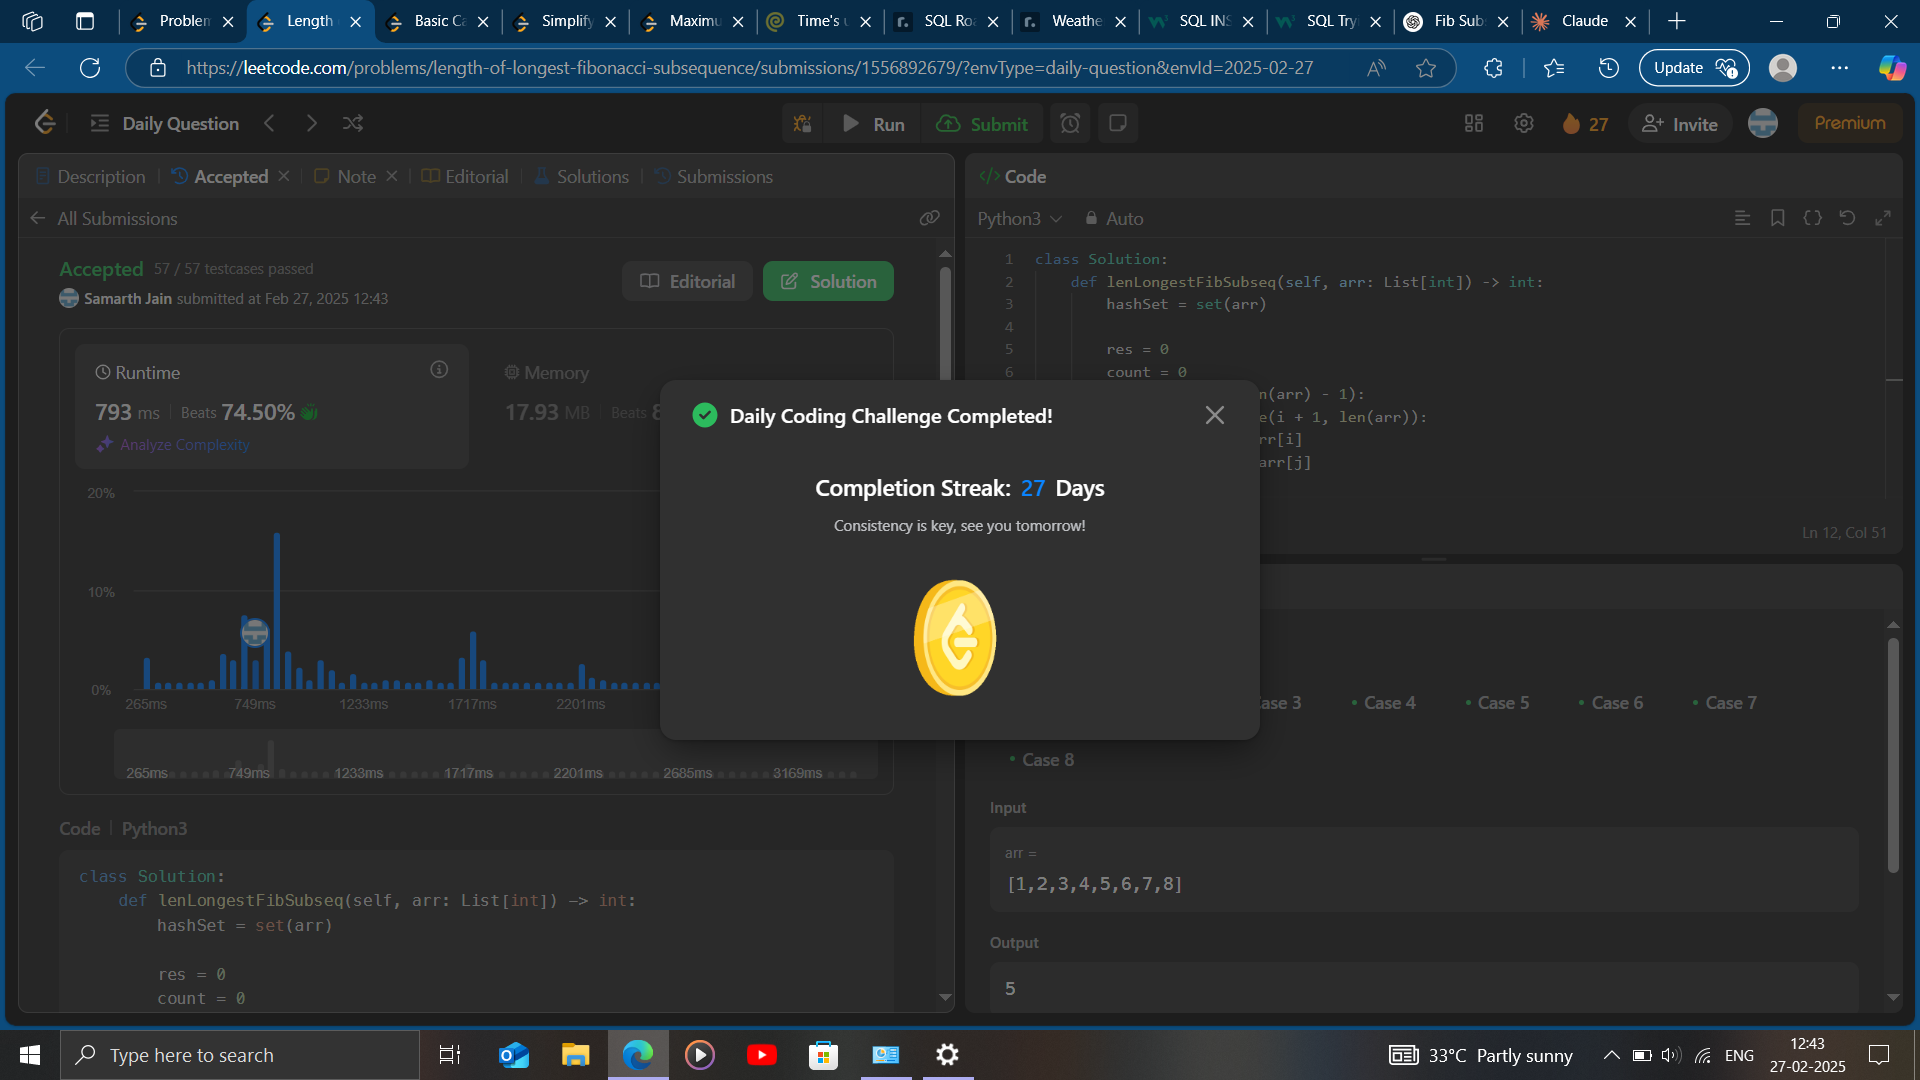 Problem
Length
Basic Ca
Simplify
Maximu
Time's u
SQL Roa
Weathe
SQL INS
SQL Try
Fib Sub
Claude
https://leetcode.com/problems/length-of-longest-fibonacci-subsequence/submissions/1556892679/?envType=daily-question&envId=2025-02-27
Update
Daily Question
Run
Submit
27
Invite
Premium
Description
Accepted
Note
Editorial
Solutions
Submissions
All Submissions
Accepted 57 / 57 testcases passed
Samarth Jain submitted at Feb 27, 2025 12:43
Editorial
Solution
Runtime
793 ms | Beats 74.50%
Analyze Complexity
Memory
17.93 MB | Beats
20%
10%
0%
265ms 749ms 1233ms 1717ms 2201ms
265ms 749ms 1233ms 1717ms 2201ms 2685ms 3169ms
Code | Python3
class Solution:
def lenLongestFibSubseq(self, arr: List[int]) -> int:
hashSet = set(arr)
res = 0
count = 0
Daily Coding Challenge Completed!
Completion Streak: 27 Days
Consistency is key, see you tomorrow!
</> Code
Python3
Auto
1 class Solution:
2 def lenLongestFibSubseq(self, arr: List[int]) -> int:
3 hashSet = set(arr)
4
5 res = 0
6 count = 0
n(arr) - 1):
e(i + 1, len(arr)):
rr[i]
arr[j]
Ln 12, Col 51
ase 3
Case 4
Case 5
Case 6
Case 7
Case 8
Input
arr =
[1,2,3,4,5,6,7,8]
Output
5
Type here to search
33°C Partly sunny
ENG
12:43
27-02-2025